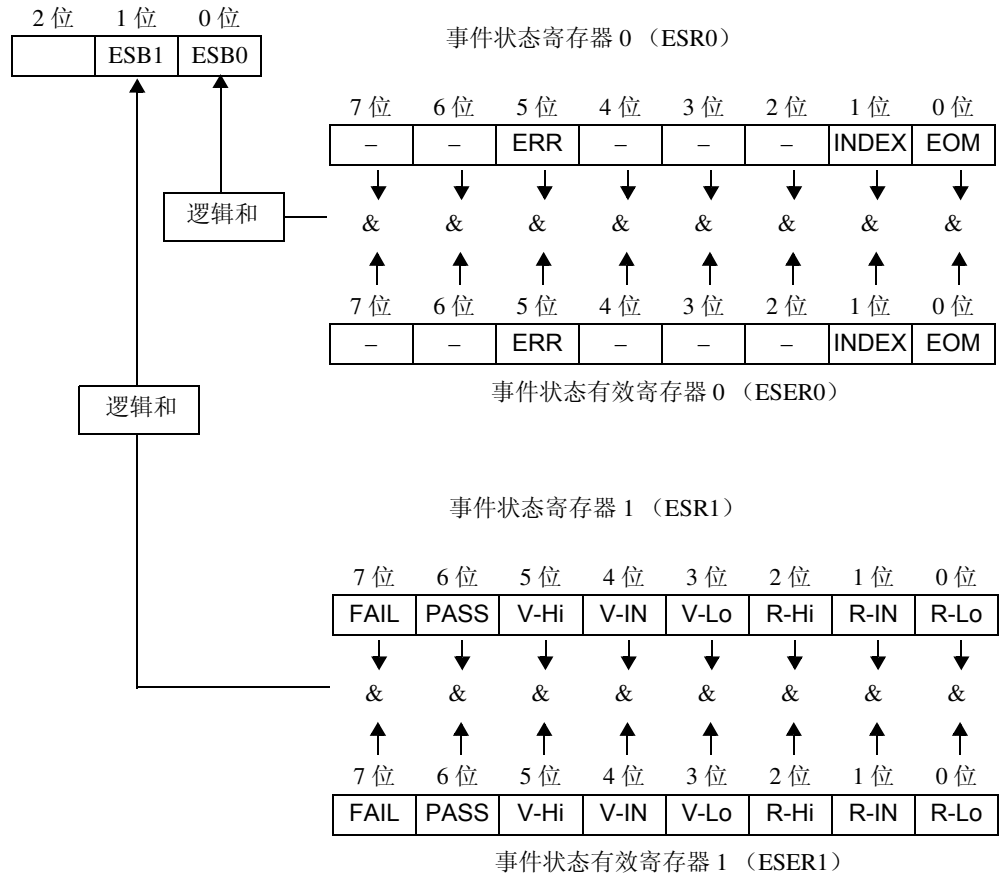 2 位 1 位 0 位
ESB1 ESB0
事件状态寄存器 0 （ESR0）
7 位 6 位 5 位 4 位 3 位 2 位 1 位 0 位
– – ERR – – – INDEX EOM
逻辑和
& & & & & & & &
7 位 6 位 5 位 4 位 3 位 2 位 1 位 0 位
– – ERR – – – INDEX EOM
事件状态有效寄存器 0 （ESER0）
逻辑和
事件状态寄存器 1 （ESR1）
7 位 6 位 5 位 4 位 3 位 2 位 1 位 0 位
FAIL PASS V-Hi V-IN V-Lo R-Hi R-IN R-Lo
& & & & & & & &
7 位 6 位 5 位 4 位 3 位 2 位 1 位 0 位
FAIL PASS V-Hi V-IN V-Lo R-Hi R-IN R-Lo
事件状态有效寄存器 1 （ESER1）